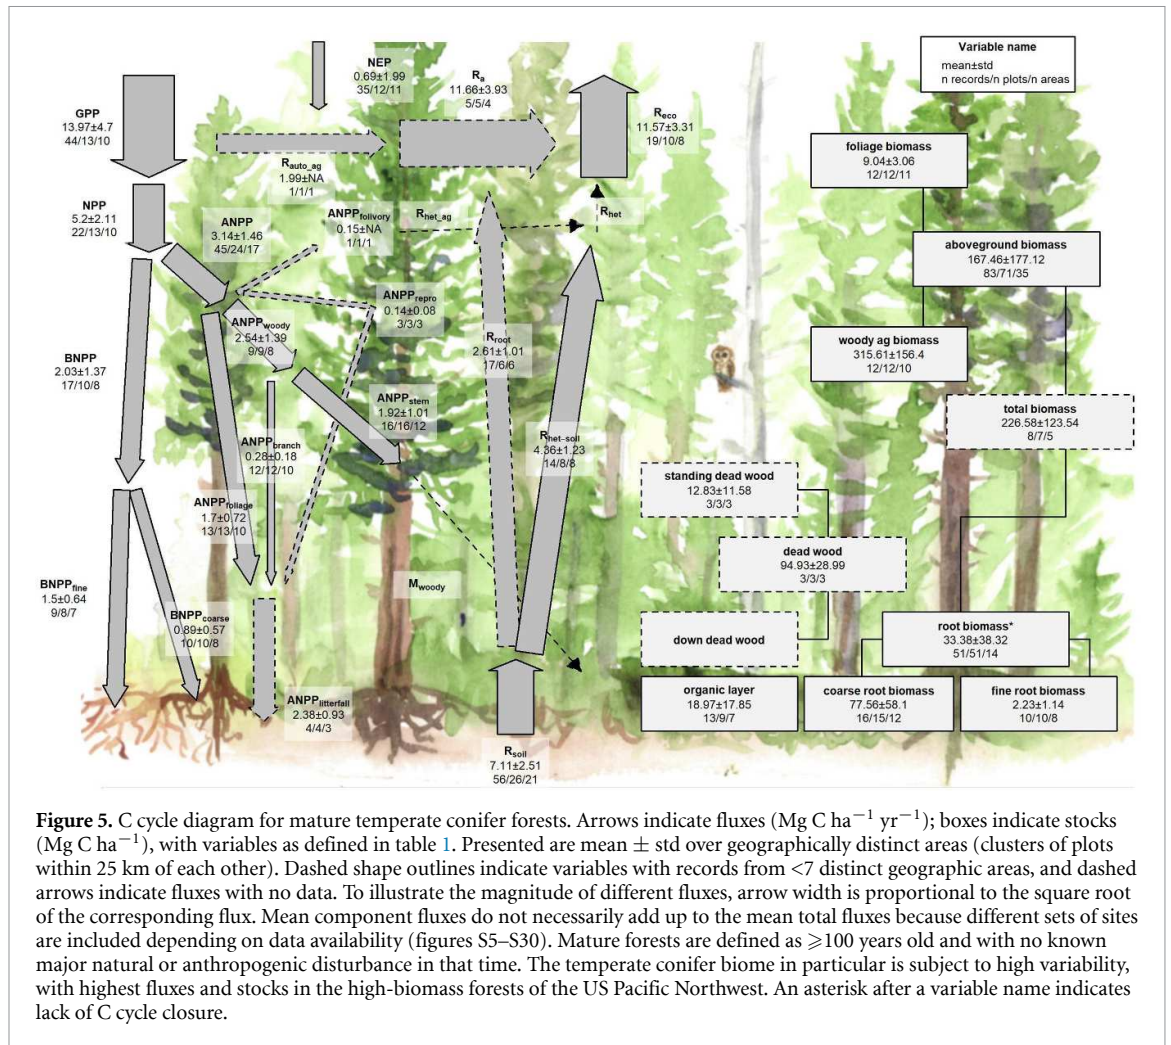 Variable name
mean±std
n records/n plots/n areas
NEP
0.69±1.99
35/12/11
Ra
11.66±3.93
5/5/4
GPP
13.97±4.7
44/13/10
Reco
11.57±3.31
19/10/8
Rauto_ag
1.99±NA
1/1/1
NPP
5.2±2.11
22/13/10
ANPP
3.14±1.46
45/24/17
ANPPfolivory
0.15±NA
1/1/1
Rhet_ag
Rhet
ANPPrepro
0.14±0.08
3/3/3
ANPPwoody
2.54±1.39
9/9/8
BNPP
2.03±1.37
17/10/8
Rroot
2.61±1.01
17/6/6
ANPPstem
1.92±1.01
16/16/12
ANPPbranch
0.28±0.18
12/12/10
Rhet–soil
4.36±1.23
14/8/8
ANPPfoliage
1.7±0.72
13/13/10
BNPPfine
1.5±0.64
9/8/7
Mwoody
BNPPcoarse
0.89±0.57
10/10/8
ANPPlitterfall
2.38±0.93
4/4/3
Rsoil
7.11±2.51
56/26/21
foliage biomass
9.04±3.06
12/12/11
aboveground biomass
167.46±177.12
83/71/35
woody ag biomass
315.61±156.4
12/12/10
total biomass
226.58±123.54
8/7/5
standing dead wood
12.83±11.58
3/3/3
dead wood
94.93±28.99
3/3/3
down dead wood
root biomass*
33.38±38.32
51/51/14
organic layer
18.97±17.85
13/9/7
coarse root biomass
77.56±58.1
16/15/12
fine root biomass
2.23±1.14
10/10/8
Figure 5. C cycle diagram for mature temperate conifer forests. Arrows indicate fluxes (Mg C ha−1 yr−1); boxes indicate stocks
(Mg C ha−1), with variables as defined in table 1. Presented are mean ± std over geographically distinct areas (clusters of plots
within 25 km of each other). Dashed shape outlines indicate variables with records from <7 distinct geographic areas, and dashed
arrows indicate fluxes with no data. To illustrate the magnitude of different fluxes, arrow width is proportional to the square root
of the corresponding flux. Mean component fluxes do not necessarily add up to the mean total fluxes because different sets of sites
are included depending on data availability (figures S5–S30). Mature forests are defined as ⩾100 years old and with no known
major natural or anthropogenic disturbance in that time. The temperate conifer biome in particular is subject to high variability,
with highest fluxes and stocks in the high-biomass forests of the US Pacific Northwest. An asterisk after a variable name indicates
lack of C cycle closure.